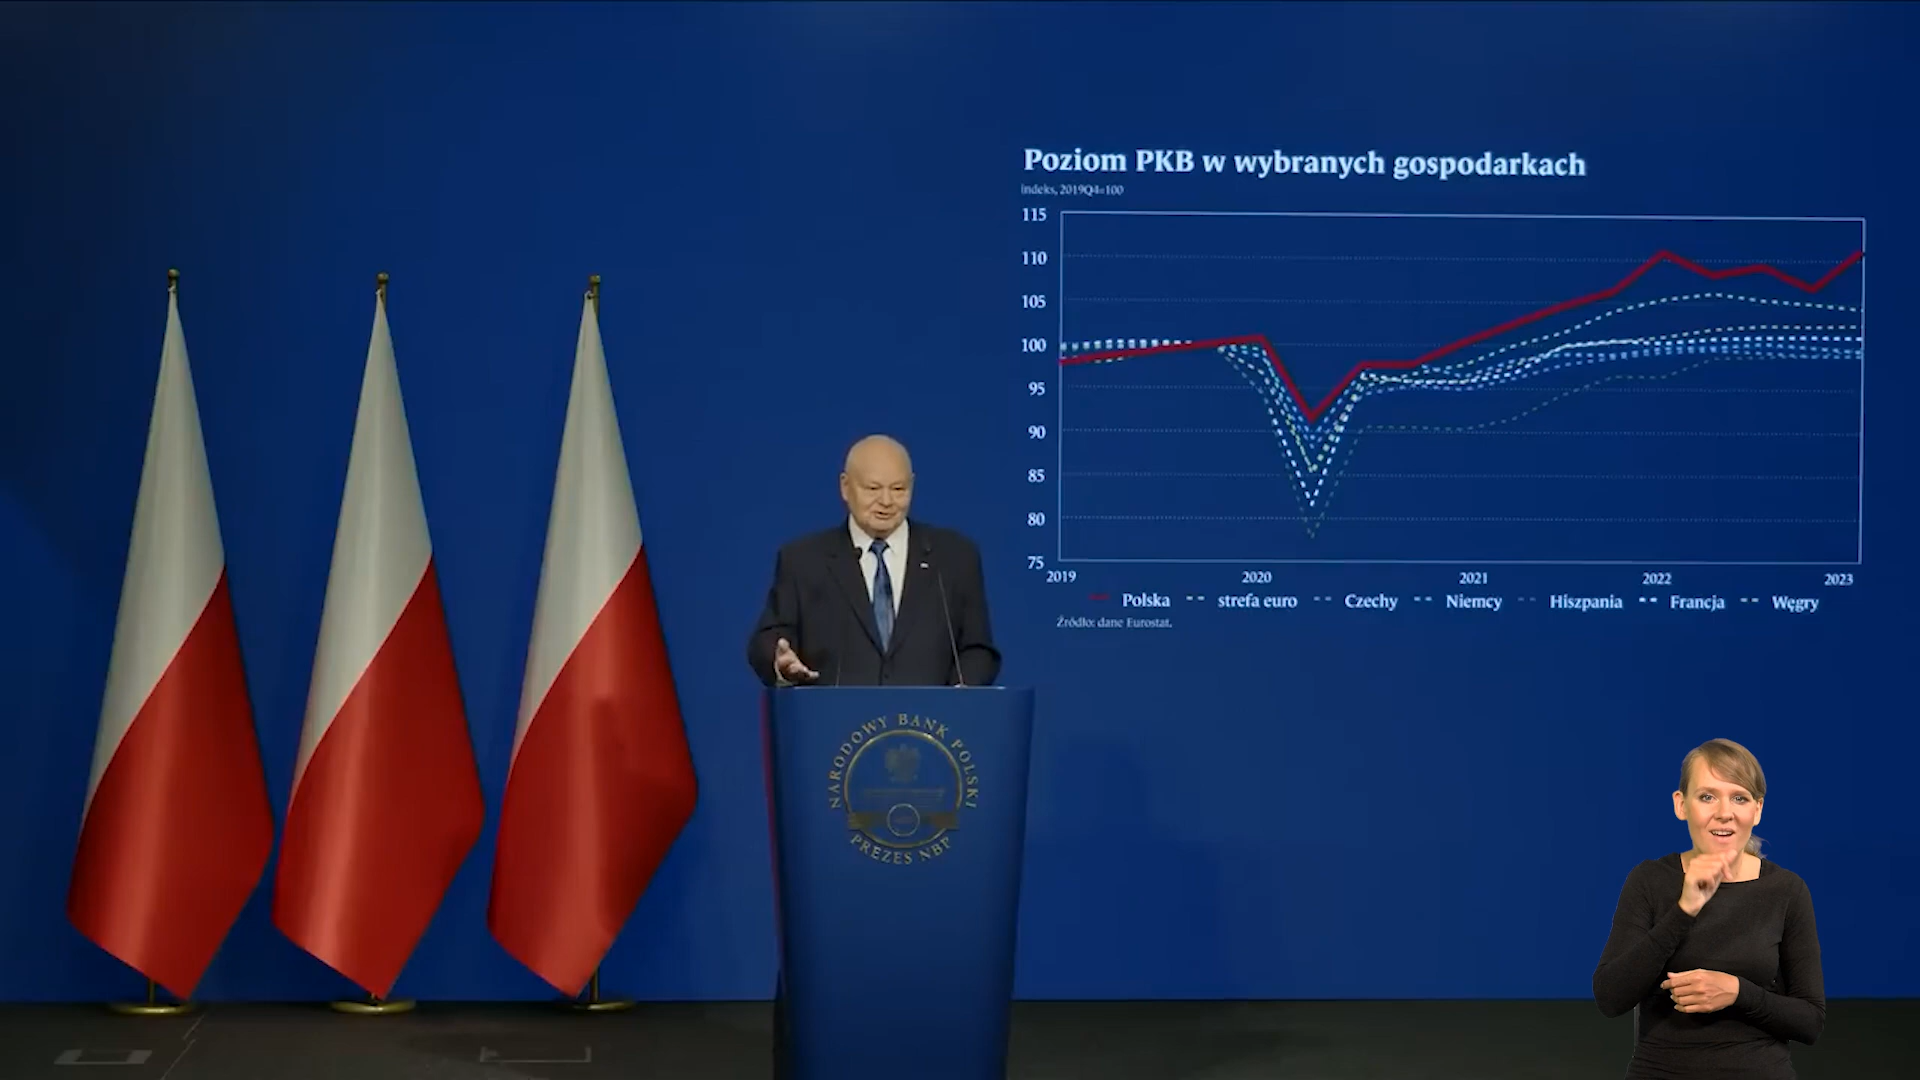 Poziom PKB w wybranych gospodarkach
indeks, 2019Q4=100
115
110
105
100
95
90
85
80
75
2019 2020 2021 2022 2023
Polska strefa euro Czechy Niemcy Hiszpania Francja Węgry
Źródło: dane Eurostat.
NARODOWY BANK POLSKI
PREZES NBP